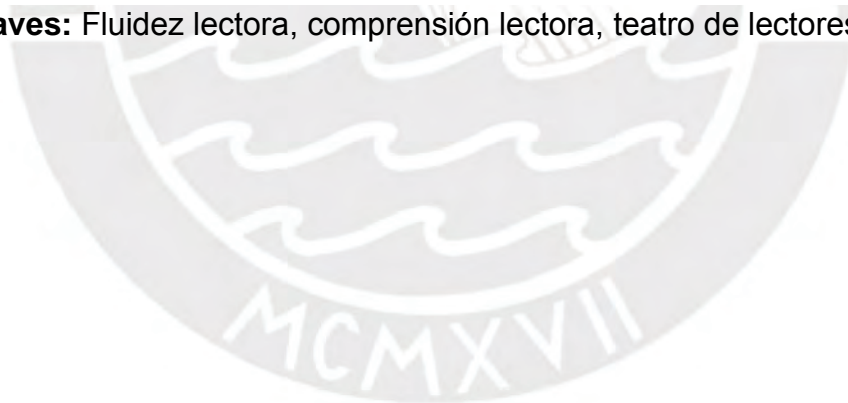 aves: Fluidez lectora, comprensión lectora, teatro de lectores
MCMXVII